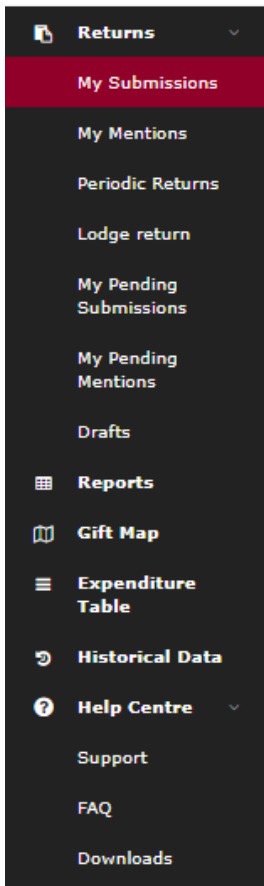 Returns
My Submissions
My Mentions
Periodic Returns
Lodge return
My Pending
Submissions
My Pending
Mentions
Drafts
Reports
Gift Map
Expenditure
Table
Historical Data
Help Centre
Support
FAQ
Downloads